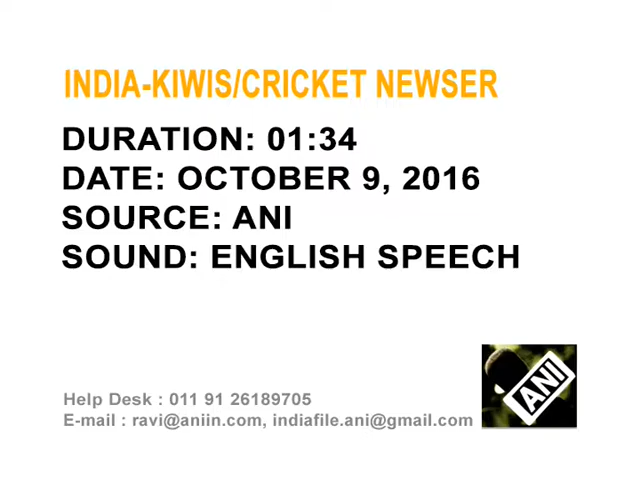 INDIA-KIWIS/CRICKET NEWSER
DURATION: 01:34
DATE: OCTOBER 9, 2016
SOURCE: ANI
SOUND: ENGLISH SPEECH
Help Desk : 011 91 26189705
E-mail : ravi@aniin.com, indiafile.ani@gmail.com
ANI